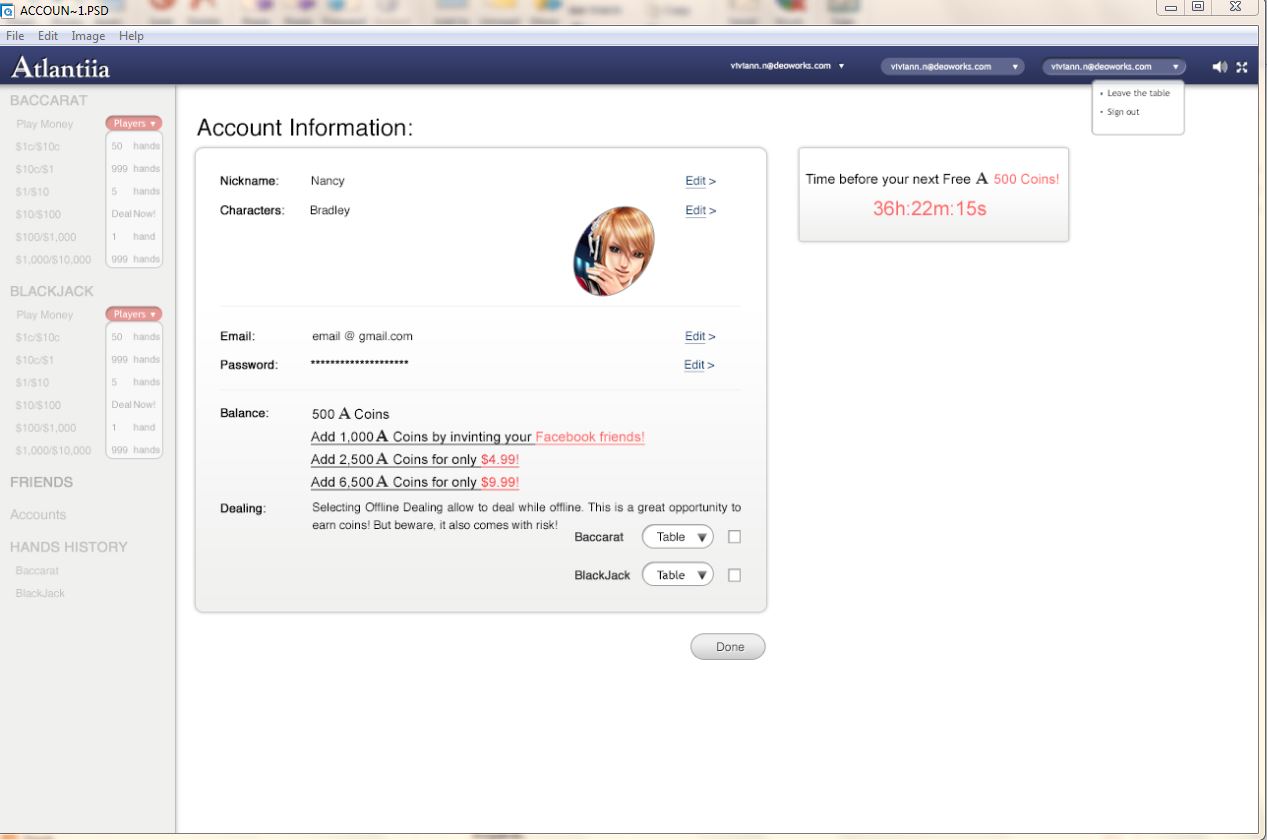 ACCOUN~1.PSD
File Edit Image Help
Atlantiia
viviann.n@deoworks.com ▼
viviann.n@deoworks.com ▼
viviann.n@deoworks.com ▼
• Leave the table
• Sign out
BACCARAT
Play Money Players ▾
$1c/$10c 50 hands
$10c/$1 999 hands
$1/$10 5 hands
$10/$100 Deal Now!
$100/$1,000 1 hand
$1,000/$10,000 999 hands
BLACKJACK
Play Money Players ▾
$1c/$10c 50 hands
$10c/$1 999 hands
$1/$10 5 hands
$10/$100 Deal Now!
$100/$1,000 1 hand
$1,000/$10,000 999 hands
FRIENDS
Accounts
HANDS HISTORY
Baccarat
BlackJack
Account Information:
Nickname: Nancy Edit >
Characters: Bradley Edit >
Email: email @ gmail.com Edit >
Password: ******************** Edit >
Balance: 500 A Coins
Add 1,000 A Coins by invinting your Facebook friends!
Add 2,500 A Coins for only $4.99!
Add 6,500 A Coins for only $9.99!
Dealing: Selecting Offline Dealing allow to deal while offline. This is a great opportunity to
earn coins! But beware, it also comes with risk!
Baccarat Table ▼
BlackJack Table ▼
Done
Time before your next Free A 500 Coins!
36h:22m:15s